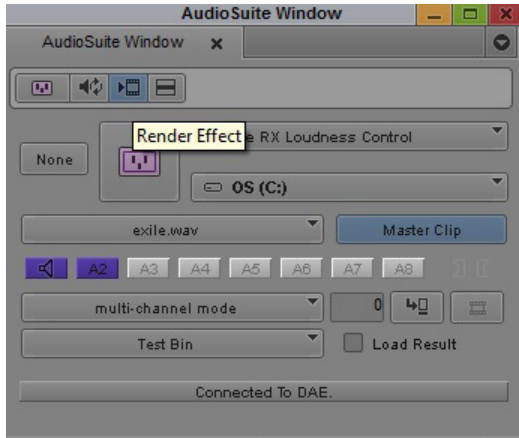 AudioSuite Window
AudioSuite Window
Render Effect
e RX Loudness Control
None
OS (C:)
exile.wav
Master Clip
A2 A3 A4 A5 A6 A7 A8
multi-channel mode
0
Test Bin
Load Result
Connected To DAE.